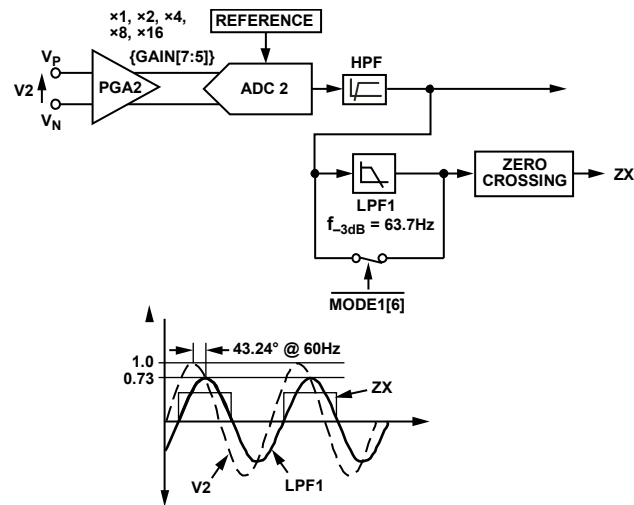 ×1, ×2, ×4,
×8, ×16
{GAIN[7:5]}
REFERENCE
V2
VP
VN
PGA2
ADC 2
HPF
LPF1
f–3dB = 63.7Hz
ZERO
CROSSING
ZX
MODE1[6]
43.24° @ 60Hz
1.0
0.73
ZX
V2
LPF1